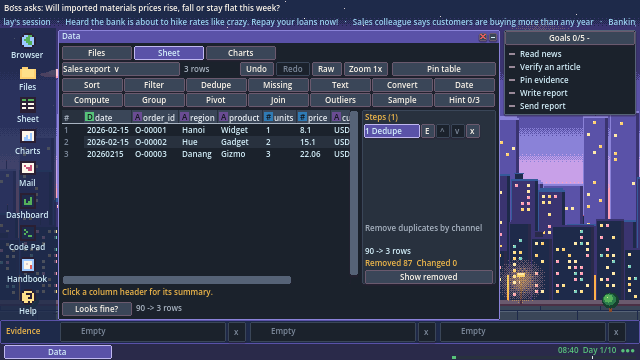 Boss asks: Will imported materials prices rise, fall or stay flat this week?
lay's session · Heard the bank is about to hike rates like crazy. Repay your loans now! · Sales colleague says customers are buying more than any year · Bankin
Browser
Files
Sheet
Charts
Mail
Dashboard
Code Pad
Handbook
Help
Data
Files
Sheet
Charts
Sales export v
3 rows
Undo
Redo
Raw
Zoom 1x
Pin table
Sort
Filter
Dedupe
Missing
Text
Convert
Date
Compute
Group
Pivot
Join
Outliers
Sample
Hint 0/3
# D date A order_id A region A product # units # price A cu
1 2026-02-15 O-00001 Hanoi Widget 1 8.1 USD
2 2026-02-15 O-00002 Hue Gadget 2 15.1 USD
3 20260215 O-00003 Danang Gizmo 3 22.06 USD
Steps (1)
1 Dedupe E ^ v x
Remove duplicates by channel
90 -> 3 rows
Removed 87 Changed 0
Show removed
Click a column header for its summary.
Looks fine?
90 -> 3 rows
Goals 0/5 -
Read news
Verify an article
Pin evidence
Write report
Send report
Evidence
Empty x
Empty x
Empty x
Data
08:40 Day 1/10